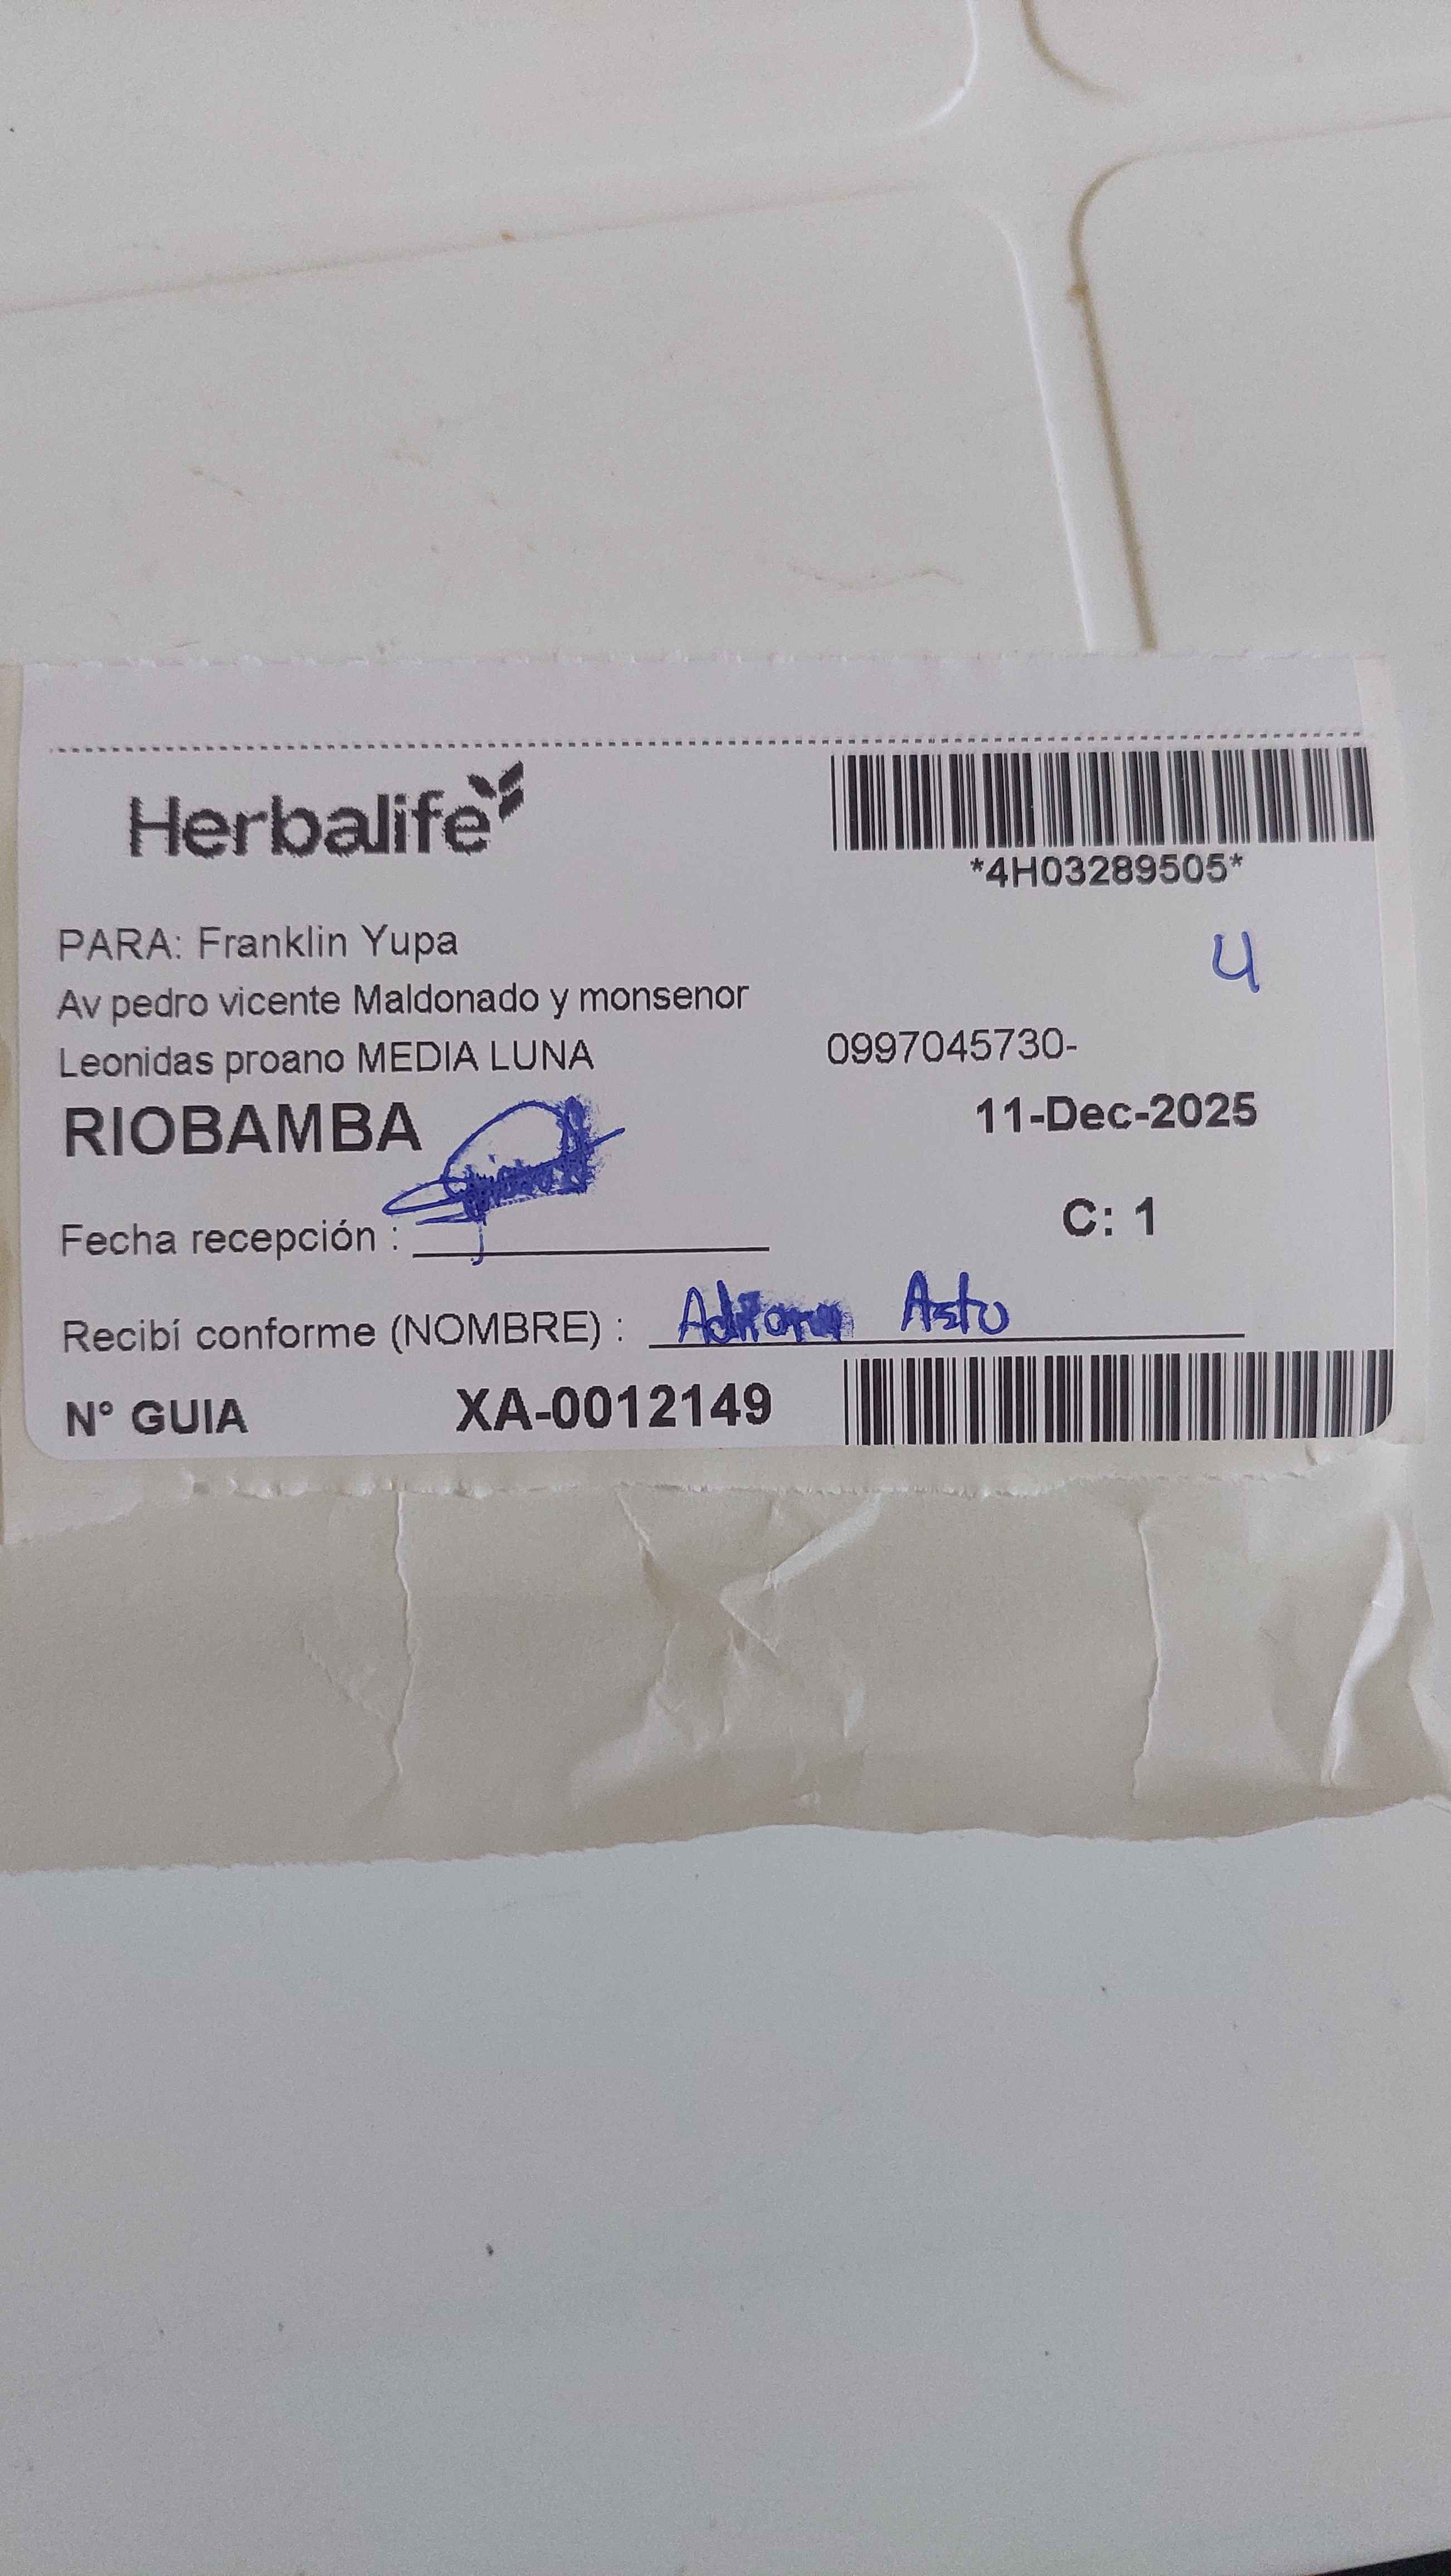 Herbalife
*4H03289505*
PARA: Franklin Yupa
4
Av pedro vicente Maldonado y monsenor
Leonidas proano MEDIA LUNA 0997045730-
RIOBAMBA 11-Dec-2025
C: 1
Fecha recepción :
Recibí conforme (NOMBRE) : Adriana Asto
N° GUIA XA-0012149